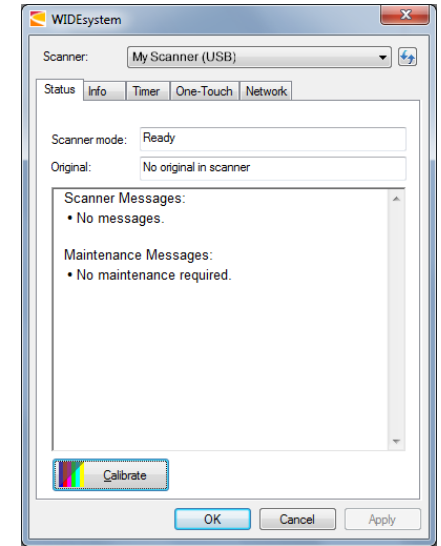 WIDEsystem
Scanner: My Scanner (USB)
Status Info Timer One-Touch Network
Scanner mode: Ready
Original: No original in scanner
Scanner Messages:
• No messages.
Maintenance Messages:
• No maintenance required.
Calibrate
OK Cancel Apply